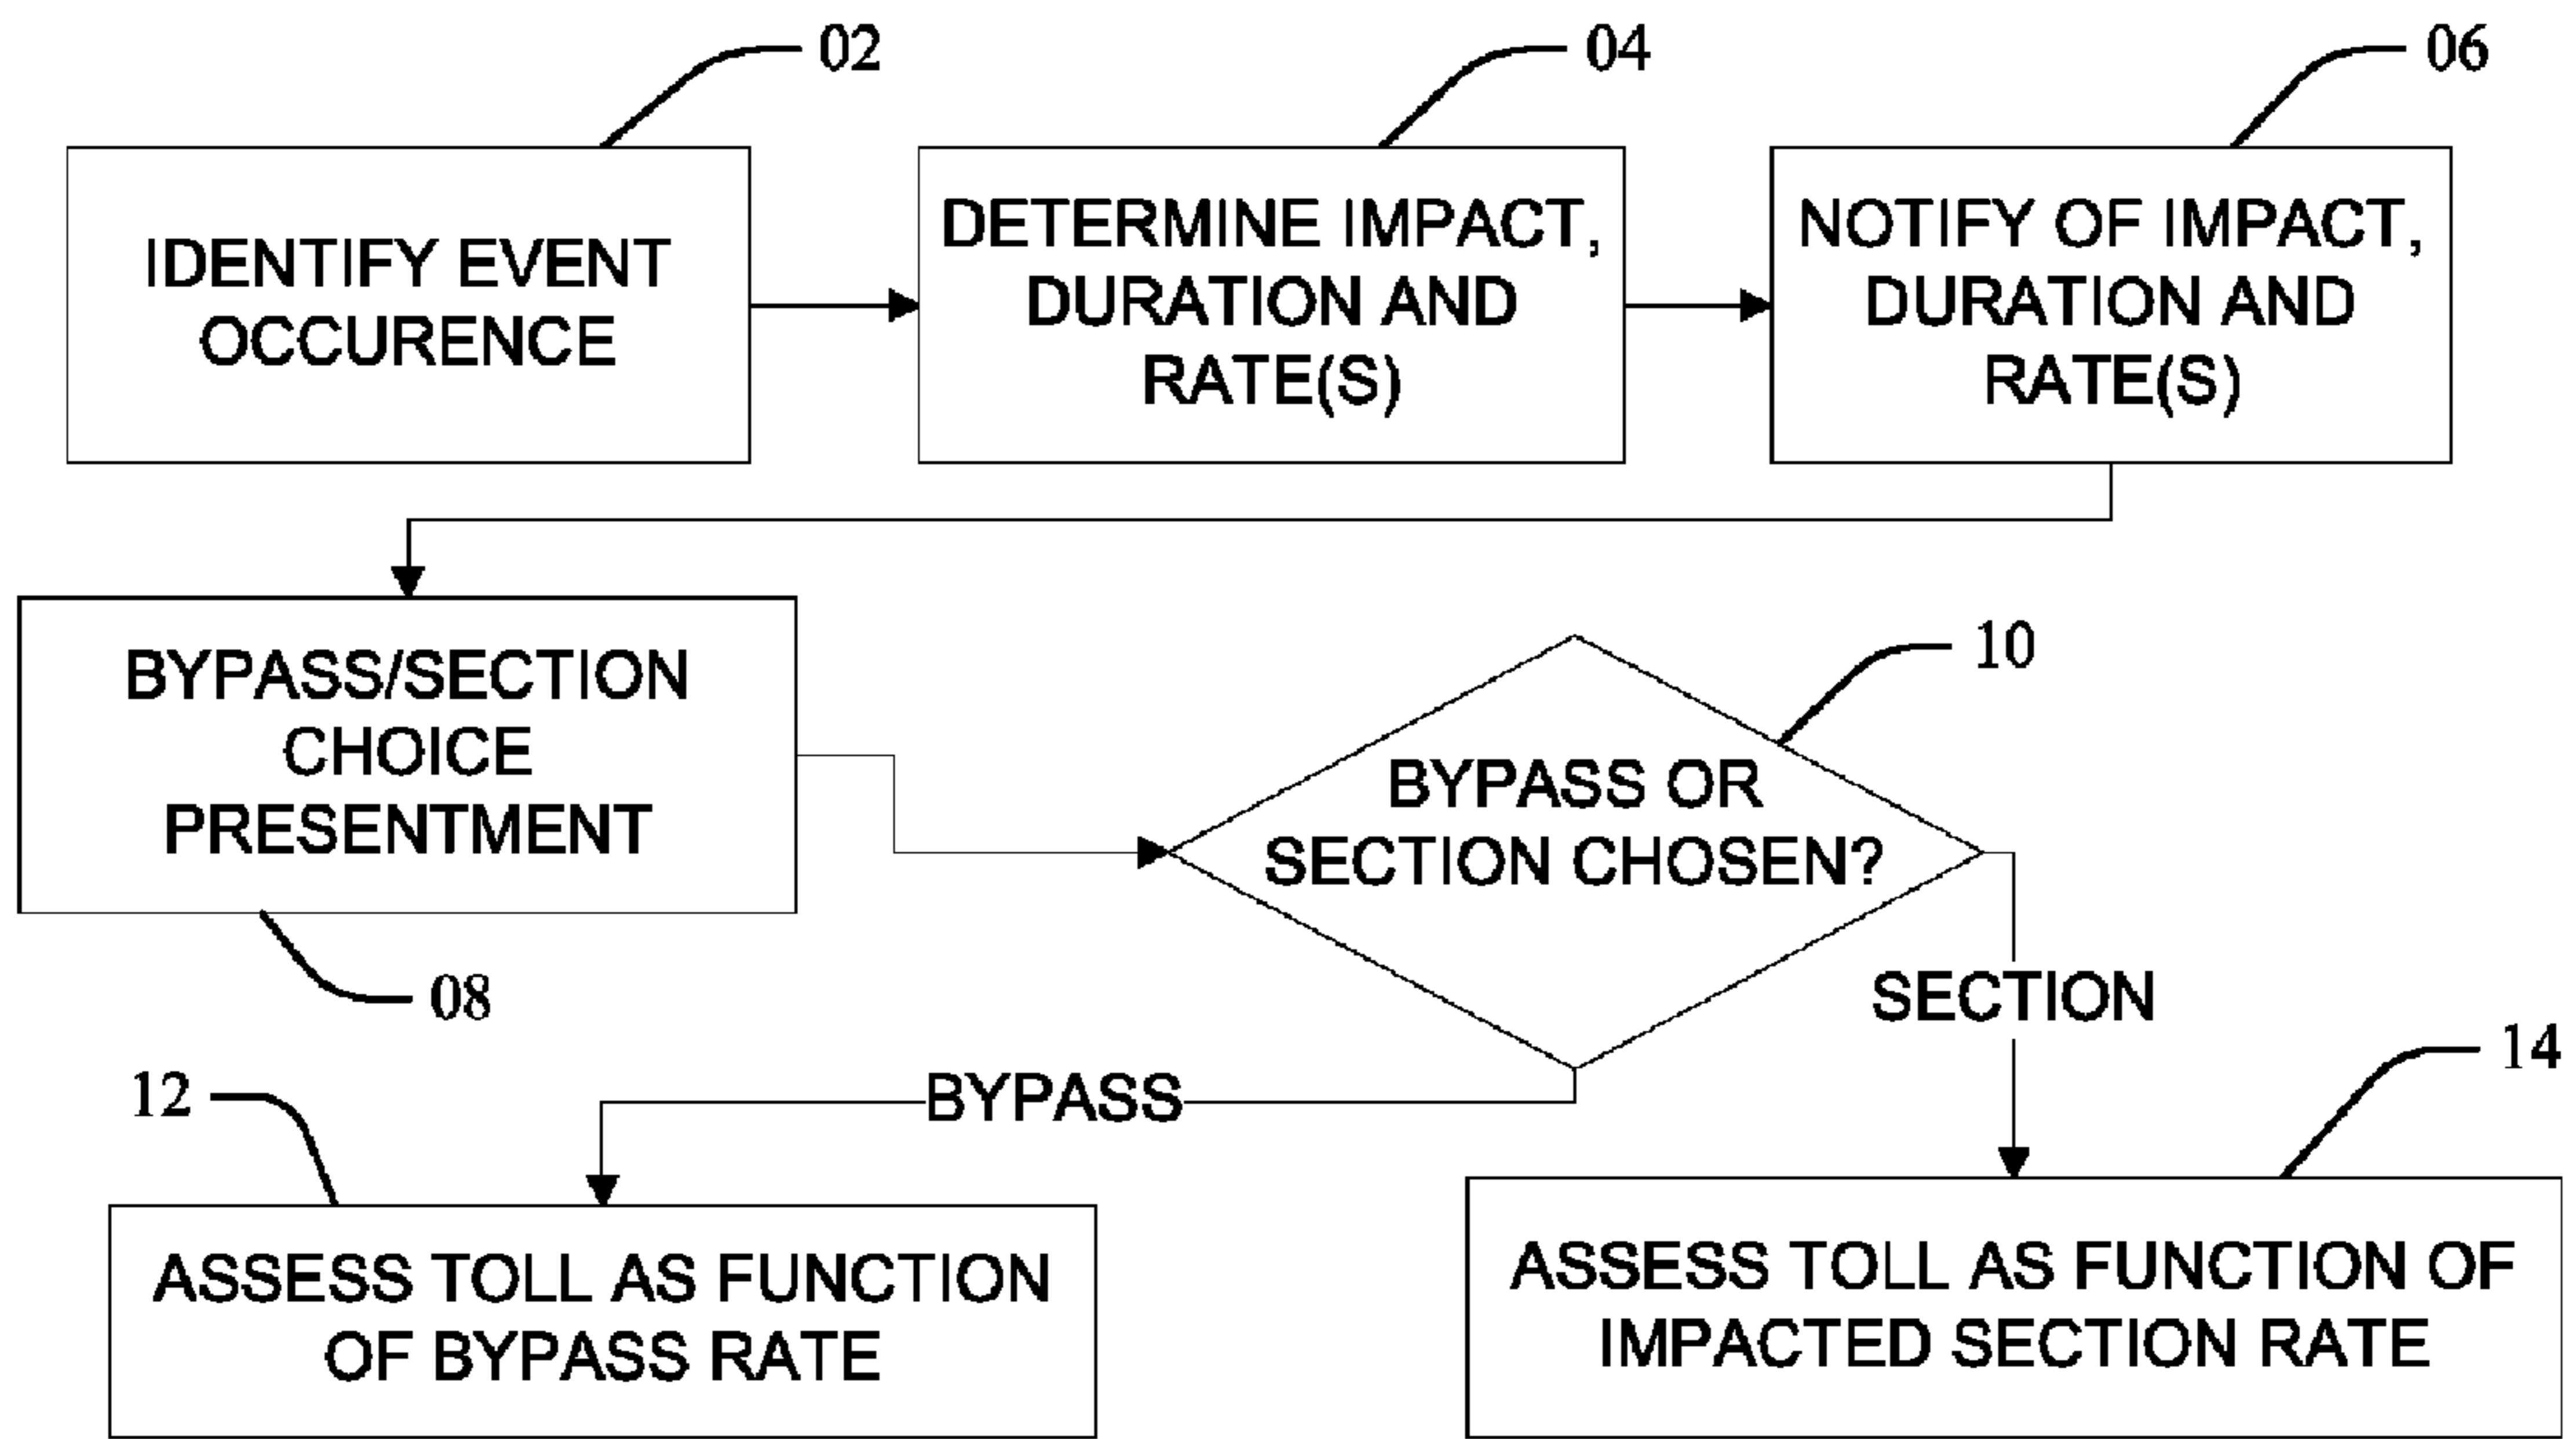 02
04
06
IDENTIFY EVENT
OCCURENCE
DETERMINE IMPACT,
DURATION AND
RATE(S)
NOTIFY OF IMPACT,
DURATION AND
RATE(S)
BYPASS/SECTION
CHOICE
PRESENTMENT
08
10
BYPASS OR
SECTION CHOSEN?
SECTION
BYPASS
12
14
ASSESS TOLL AS FUNCTION
OF BYPASS RATE
ASSESS TOLL AS FUNCTION OF
IMPACTED SECTION RATE